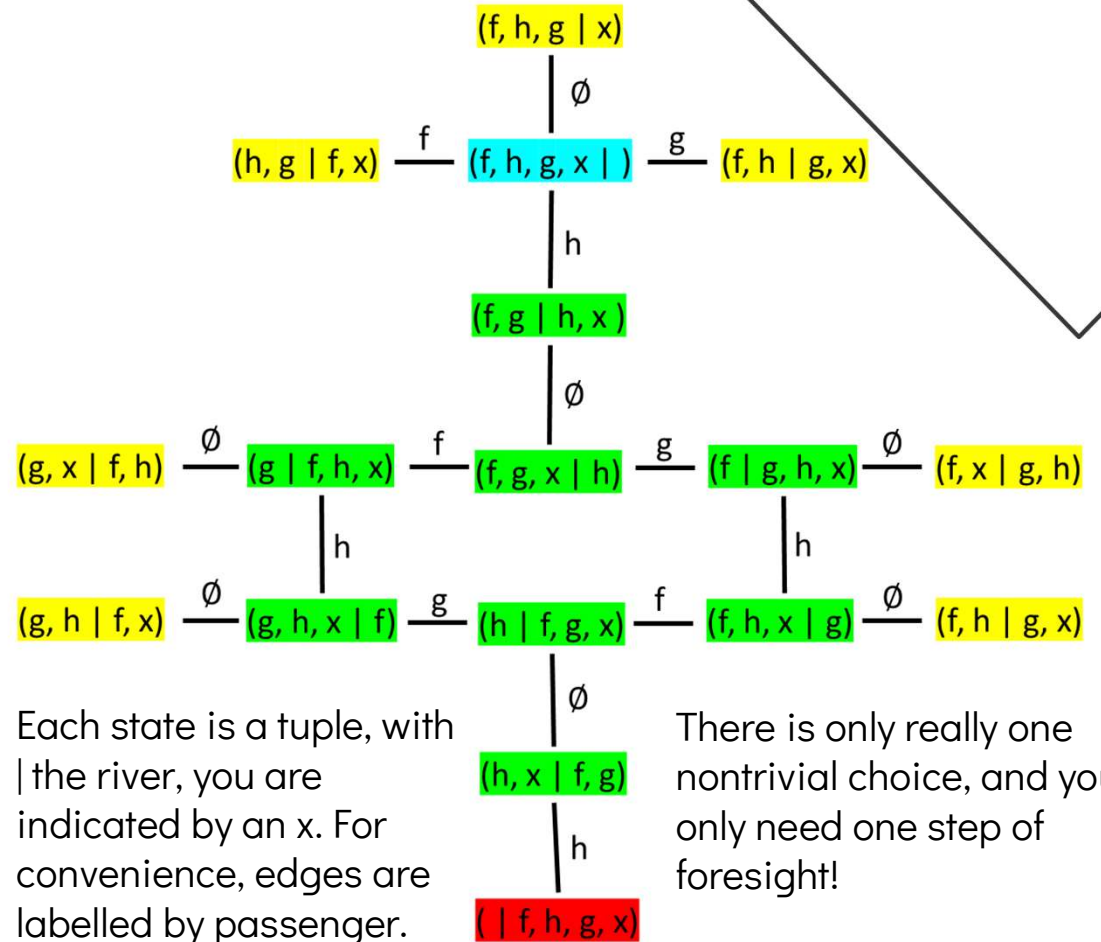 (f, h, g | x)
Ø
(h, g | f, x) f (f, h, g, x | ) g (f, h | g, x)
h
(f, g | h, x )
Ø
(g, x | f, h) Ø (g | f, h, x) f (f, g, x | h) g (f | g, h, x) Ø (f, x | g, h)
h h
(g, h | f, x) Ø (g, h, x | f) g (h | f, g, x) f (f, h, x | g) Ø (f, h | g, x)
Ø
(h, x | f, g)
h
( | f, h, g, x)
Each state is a tuple, with
| the river, you are
indicated by an x. For
convenience, edges are
labelled by passenger.
There is only really one
nontrivial choice, and you
only need one step of
foresight!